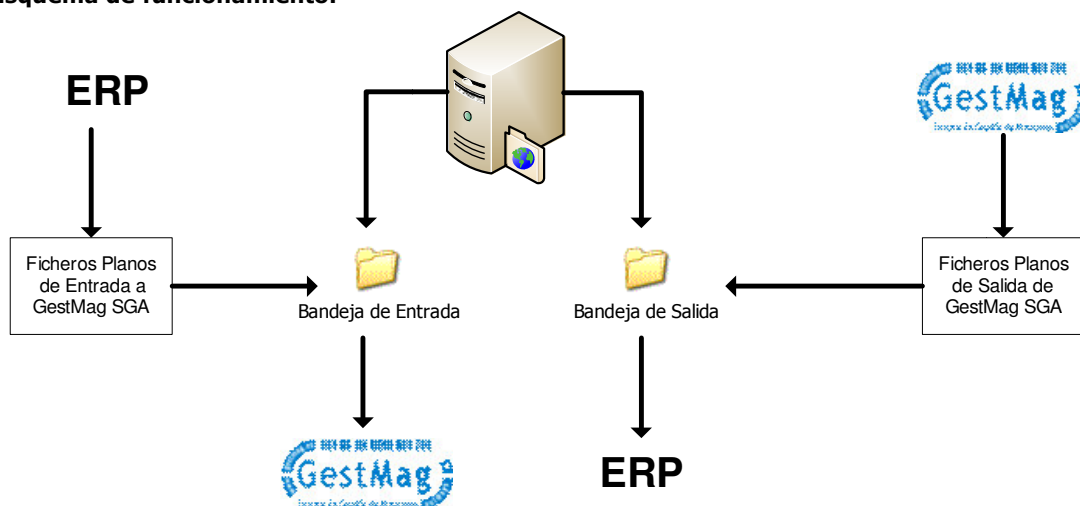 squema de funcionamiento:
ERP
GestMag
Ficheros Planos
de Entrada a
GestMag SGA
Bandeja de Entrada
Bandeja de Salida
Ficheros Planos
de Salida de
GestMag SGA
GestMag
ERP